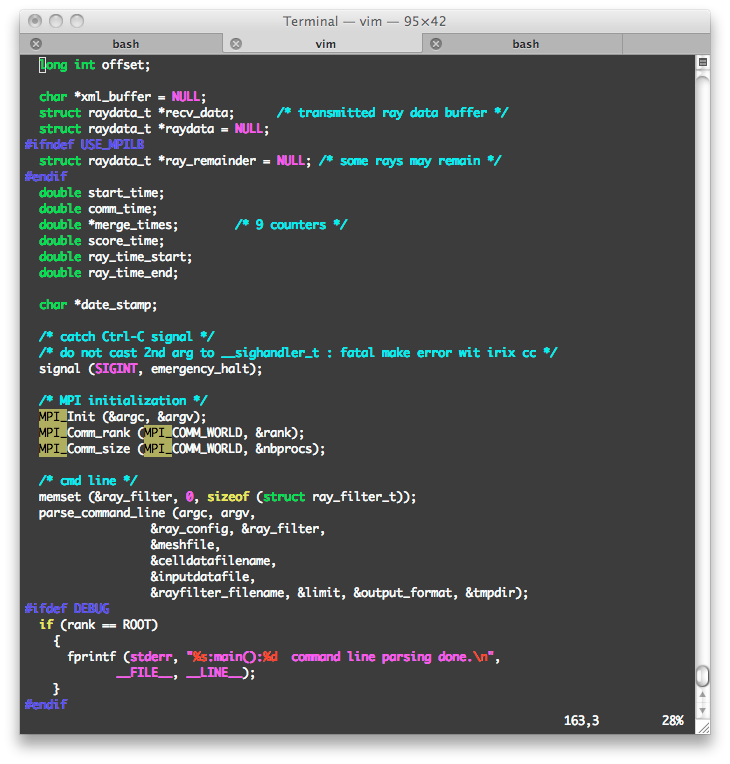 Terminal — vim — 95×42
bash vim bash
long int offset;
char *xml_buffer = NULL;
struct raydata_t *recv_data; /* transmitted ray data buffer */
struct raydata_t *raydata = NULL;
#ifndef USE_MPILB
struct raydata_t *ray_remainder = NULL; /* some rays may remain */
#endif
double start_time;
double comm_time;
double *merge_times; /* 9 counters */
double score_time;
double ray_time_start;
double ray_time_end;
char *date_stamp;
/* catch Ctrl-C signal */
/* do not cast 2nd arg to __sighandler_t : fatal make error wit irix cc */
signal (SIGINT, emergency_halt);
/* MPI initialization */
MPI_Init (&argc, &argv);
MPI_Comm_rank (MPI_COMM_WORLD, &rank);
MPI_Comm_size (MPI_COMM_WORLD, &nbprocs);
/* cmd line */
memset (&ray_filter, 0, sizeof (struct ray_filter_t));
parse_command_line (argc, argv,
&ray_config, &ray_filter,
&meshfile,
&celldatafilename,
&inputdatafile,
&rayfilter_filename, &limit, &output_format, &tmpdir);
#ifdef DEBUG
if (rank == ROOT)
{
fprintf (stderr, "%s:main():%d  command line parsing done.\n",
__FILE__, __LINE__);
}
#endif
163,3 28%